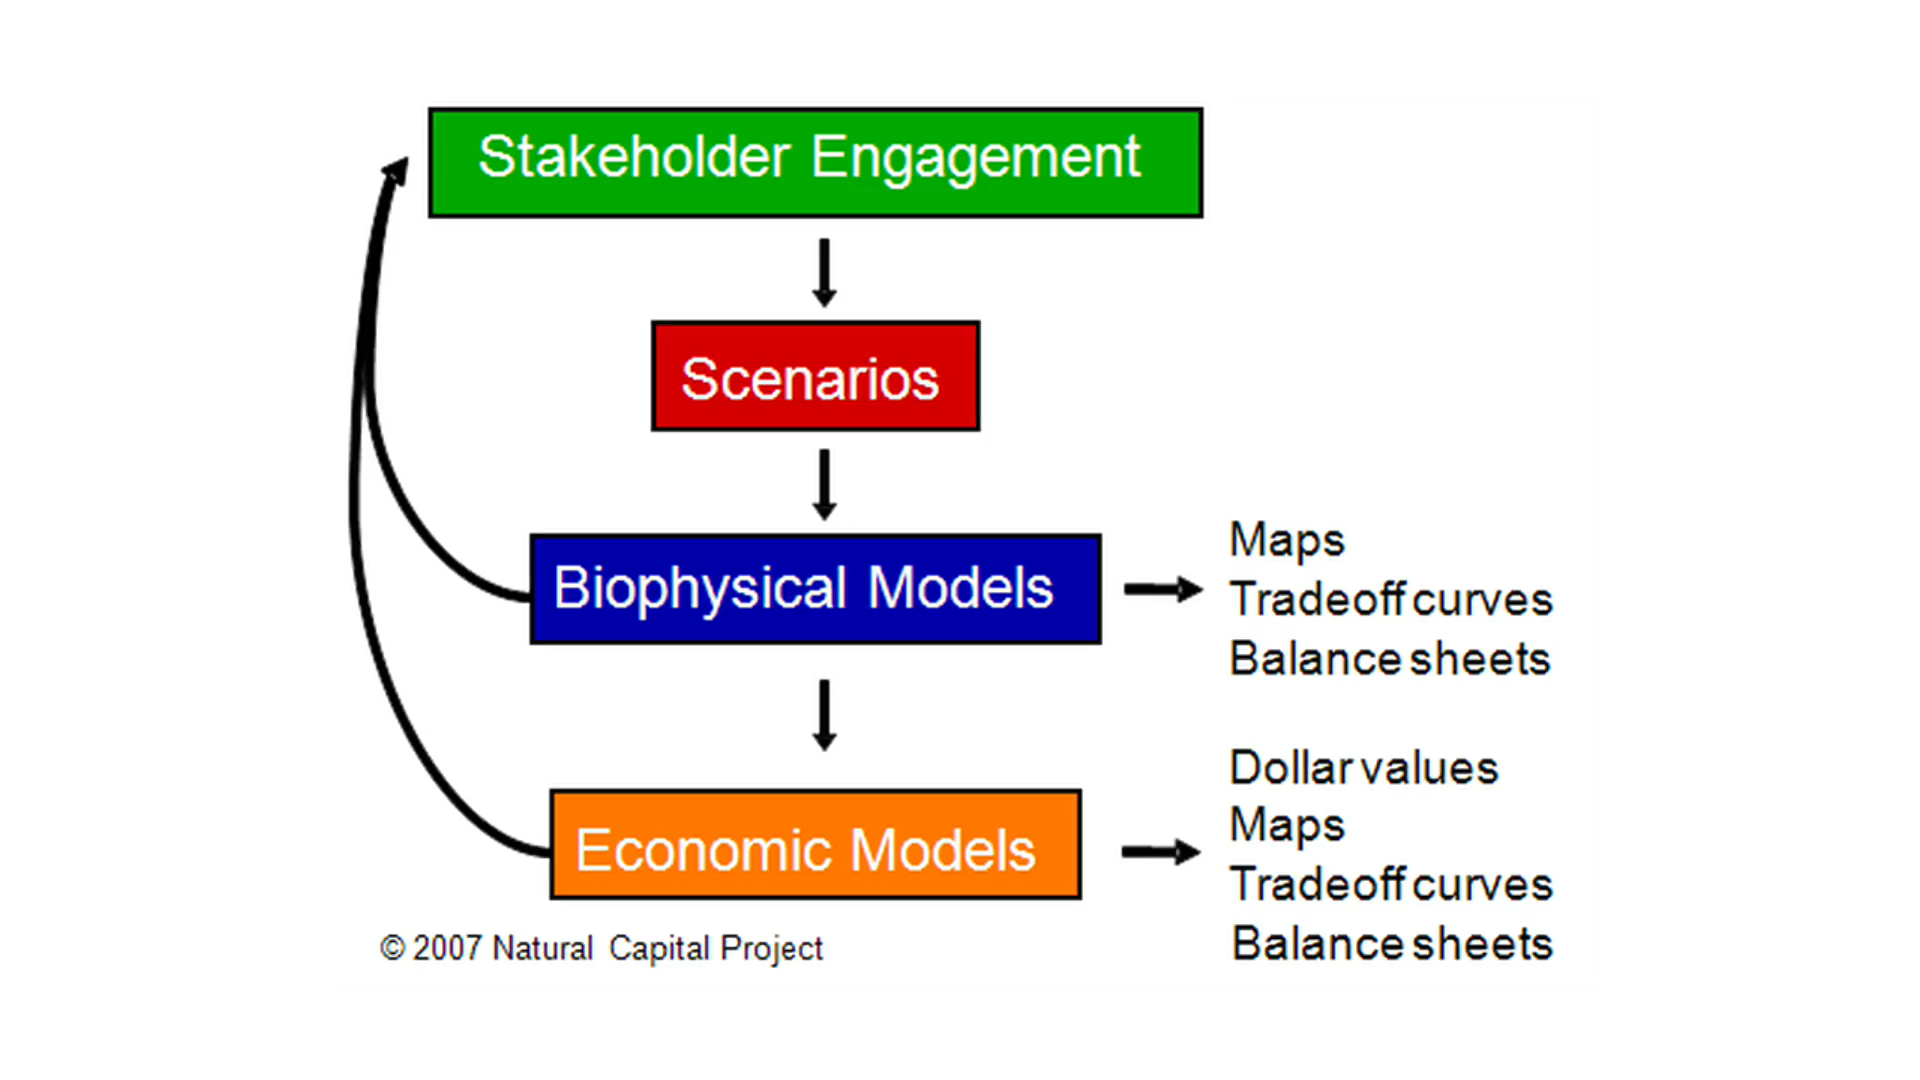 Stakeholder Engagement
Scenarios
Biophysical Models
Maps
Tradeoff curves
Balance sheets
Economic Models
Dollar values
Maps
Tradeoff curves
Balance sheets
© 2007 Natural Capital Project